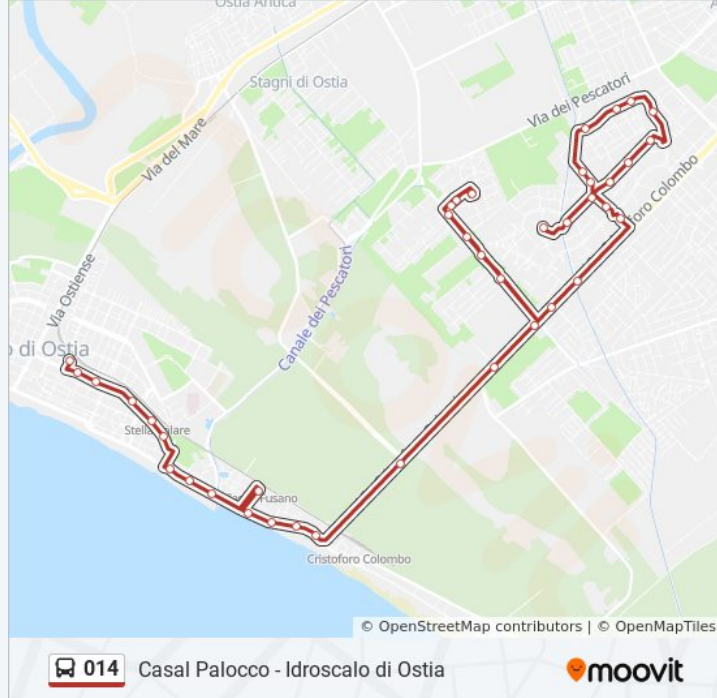 Ostia Antica
A
Stagni di Ostia
Via dei Pescatori
Via del Mare
foro Colombo
Via Ostiense
Canale dei Pescatori
o di Ostia
Stella
lare
Fusano
Cristoforo Colombo
© OpenStreetMap contributors | © OpenMapTiles
014 Casal Palocco - Idroscalo di Ostia
moovit